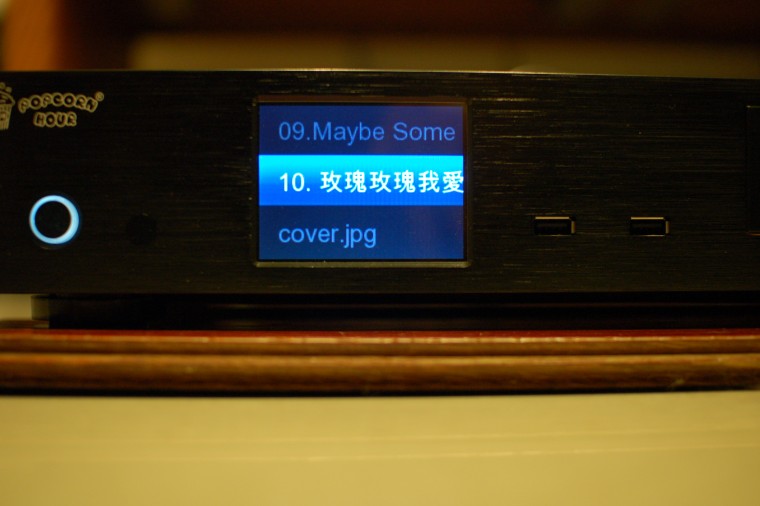 POPCORN®
HOUR
09.Maybe Some
10. 玫瑰玫瑰我愛
cover.jpg